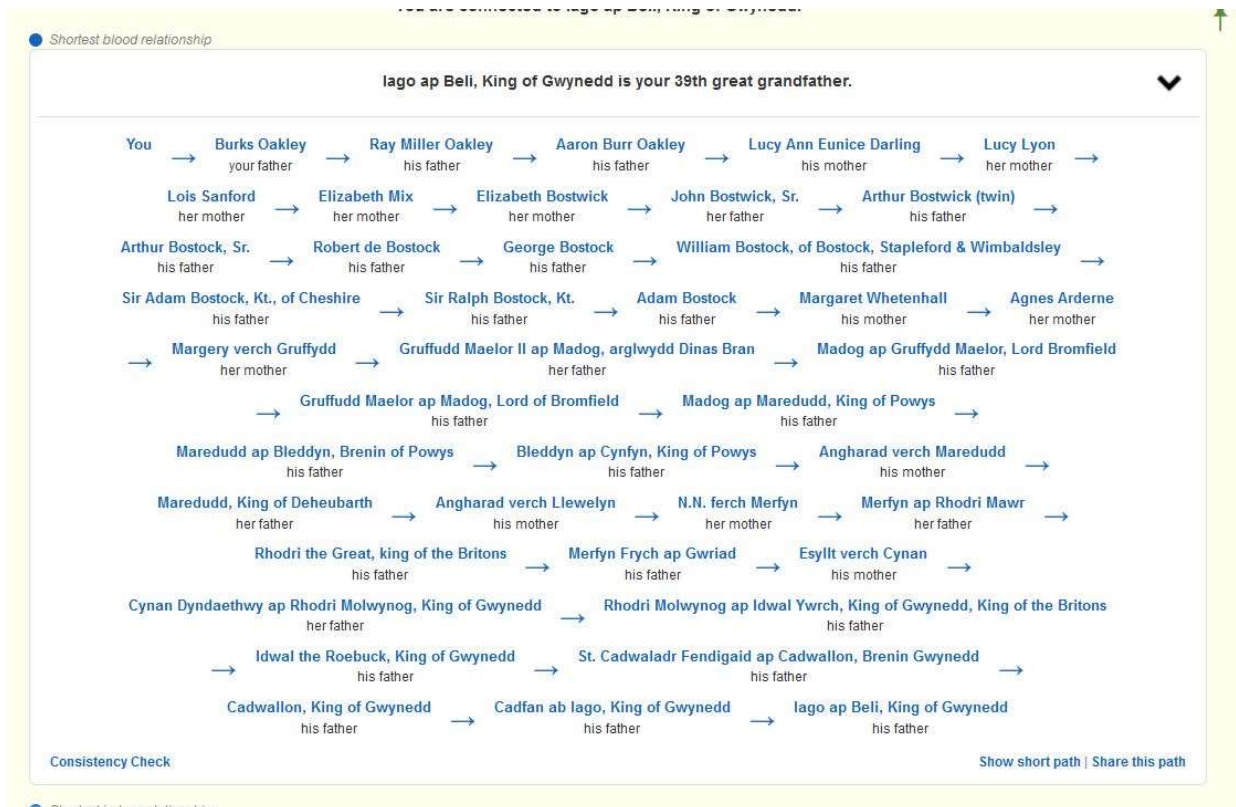 You are connected to Iago ap Beli, King of Gwynedd.
Shortest blood relationship
Iago ap Beli, King of Gwynedd is your 39th great grandfather.
You → Burks Oakley → Ray Miller Oakley → Aaron Burr Oakley → Lucy Ann Eunice Darling → Lucy Lyon →
your father his father his father his mother her mother
Lois Sanford → Elizabeth Mix → Elizabeth Bostwick → John Bostwick, Sr. → Arthur Bostwick (twin) →
her mother her mother her mother her father his father
Arthur Bostock, Sr. → Robert de Bostock → George Bostock → William Bostock, of Bostock, Stapleford & Wimbaldsley →
his father his father his father his father
Sir Adam Bostock, Kt., of Cheshire → Sir Ralph Bostock, Kt. → Adam Bostock → Margaret Whetenhall → Agnes Arderne
his father his father his father his mother her mother
→ Margery verch Gruffydd → Gruffudd Maelor II ap Madog, arglwydd Dinas Bran → Madog ap Gruffydd Maelor, Lord Bromfield
her mother her father his father
→ Gruffudd Maelor ap Madog, Lord of Bromfield → Madog ap Maredudd, King of Powys →
his father his father
Maredudd ap Bleddyn, Brenin of Powys → Bleddyn ap Cynfyn, King of Powys → Angharad verch Maredudd →
his father his father his mother
Maredudd, King of Deheubarth → Angharad verch Llewelyn → N.N. ferch Merfyn → Merfyn ap Rhodri Mawr →
her father his mother her mother her father
Rhodri the Great, king of the Britons → Merfyn Frych ap Gwriad → Esyllt verch Cynan →
his father his father his mother
Cynan Dyndaethwy ap Rhodri Molwynog, King of Gwynedd → Rhodri Molwynog ap Idwal Ywrch, King of Gwynedd, King of the Britons
her father his father
→ Idwal the Roebuck, King of Gwynedd → St. Cadwaladr Fendigaid ap Cadwallon, Brenin Gwynedd →
his father his father
Cadwallon, King of Gwynedd → Cadfan ab Iago, King of Gwynedd → Iago ap Beli, King of Gwynedd
his father his father his father
Consistency Check Show short path | Share this path